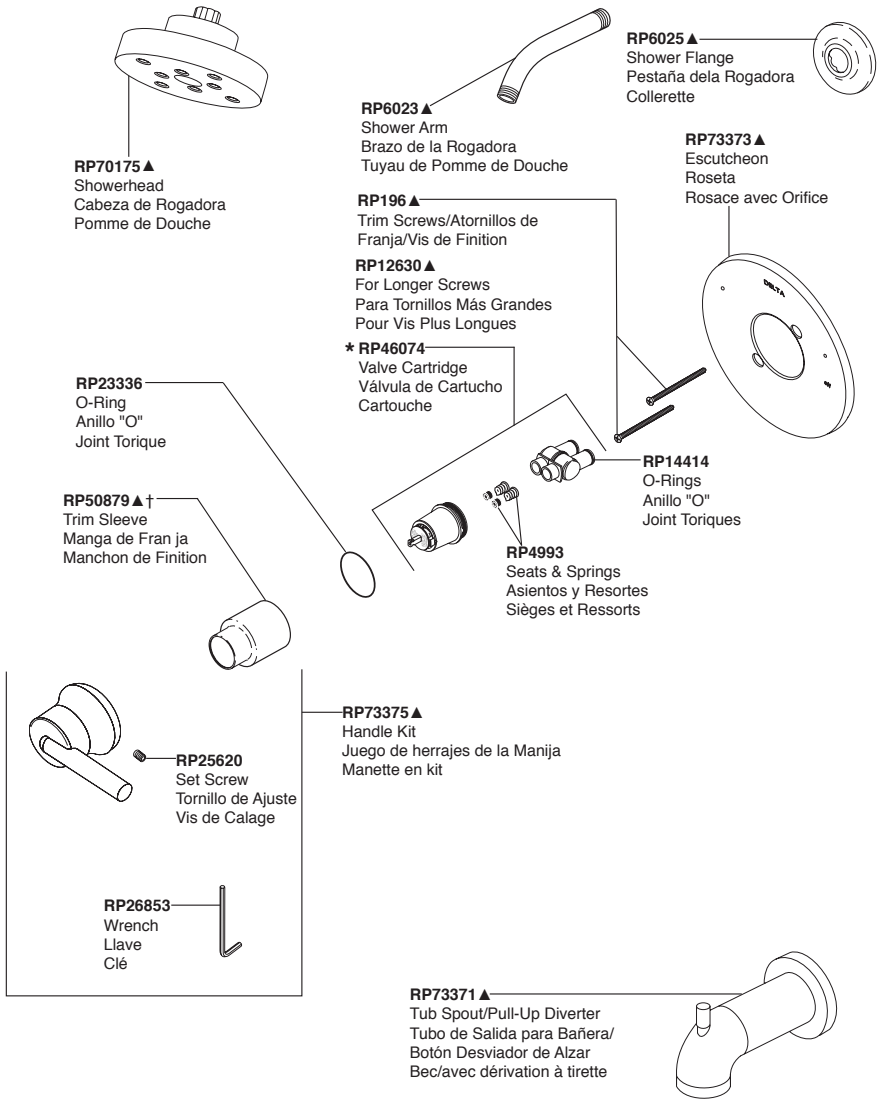 RP6025▲
Shower Flange
Pestaña dela Rogadora
Collerette
RP6023▲
Shower Arm
Brazo de la Rogadora
Tuyau de Pomme de Douche
RP73373▲
Escutcheon
Roseta
Rosace avec Orifice
RP70175▲
Showerhead
Cabeza de Rogadora
Pomme de Douche
RP196▲
Trim Screws/Atornillos de
Franja/Vis de Finition
RP12630▲
For Longer Screws
Para Tornillos Más Grandes
Pour Vis Plus Longues
DELTA
* RP46074
Valve Cartridge
Válvula de Cartucho
Cartouche
RP23336
O-Ring
Anillo "O"
Joint Torique
RP14414
O-Rings
Anillo "O"
Joint Toriques
RP50879▲†
Trim Sleeve
Manga de Fran ja
Manchon de Finition
RP4993
Seats & Springs
Asientos y Resortes
Sièges et Ressorts
RP73375▲
Handle Kit
Juego de herrajes de la Manija
Manette en kit
RP25620
Set Screw
Tornillo de Ajuste
Vis de Calage
RP26853
Wrench
Llave
Clé
RP73371▲
Tub Spout/Pull-Up Diverter
Tubo de Salida para Bañera/
Botón Desviador de Alzar
Bec/avec dérivation à tirette